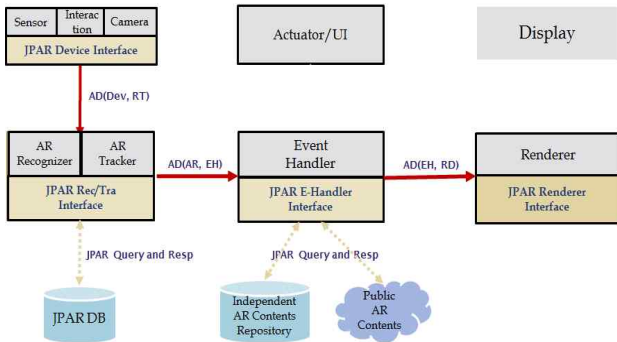 Sensor
Interac
tion
Camera
JPAR Device Interface
Actuator/UI
Display
AD(Dev, RT)
AR
Recognizer
AR
Tracker
JPAR Rec/Tra
Interface
AD(AR, EH)
Event
Handler
JPAR E-Handler
Interface
AD(EH, RD)
Renderer
JPAR Renderer
Interface
JPAR Query and Resp
JPAR Query and Resp
JPAR DB
Independent
AR Contents
Repository
Public
AR
Contents